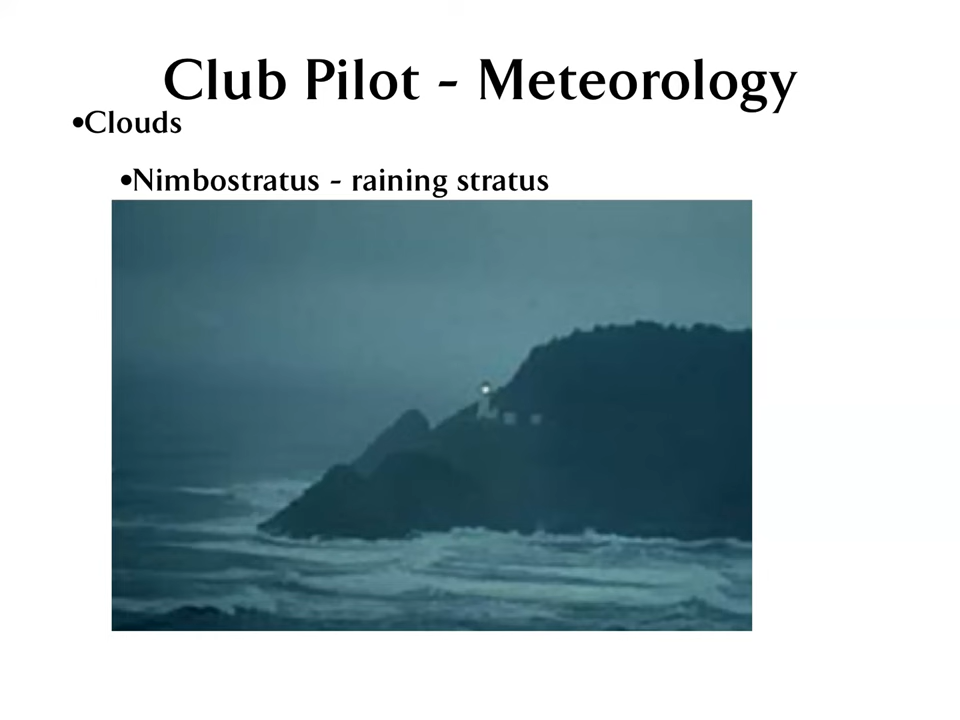 Club Pilot - Meteorology
•Clouds
•Nimbostratus - raining stratus